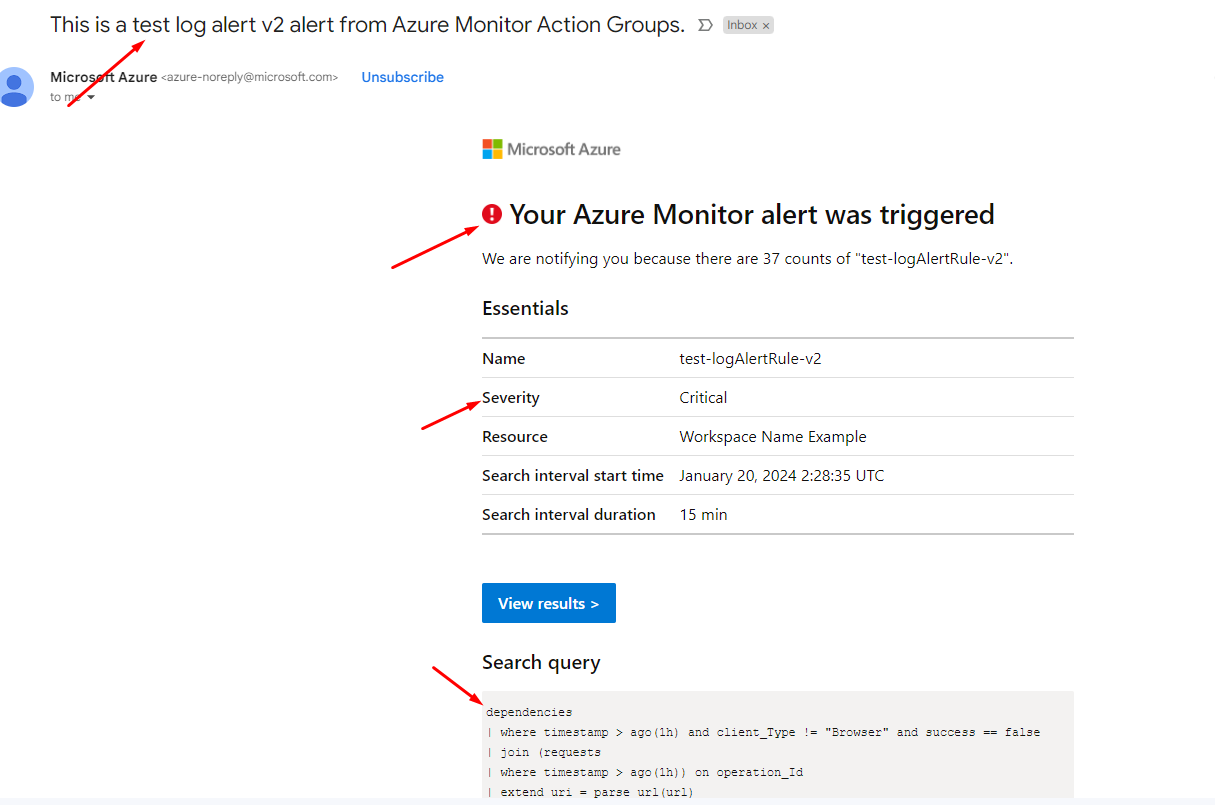 This is a test log alert v2 alert from Azure Monitor Action Groups.
Inbox ×
Microsoft Azure <azure-noreply@microsoft.com> Unsubscribe
to me
Microsoft Azure
Your Azure Monitor alert was triggered
We are notifying you because there are 37 counts of "test-logAlertRule-v2".
Essentials
Name test-logAlertRule-v2
Severity Critical
Resource Workspace Name Example
Search interval start time January 20, 2024 2:28:35 UTC
Search interval duration 15 min
View results >
Search query
dependencies
| where timestamp > ago(1h) and client_Type != "Browser" and success == false
| join (requests
| where timestamp > ago(1h)) on operation_Id
| extend uri = parse_url(url)